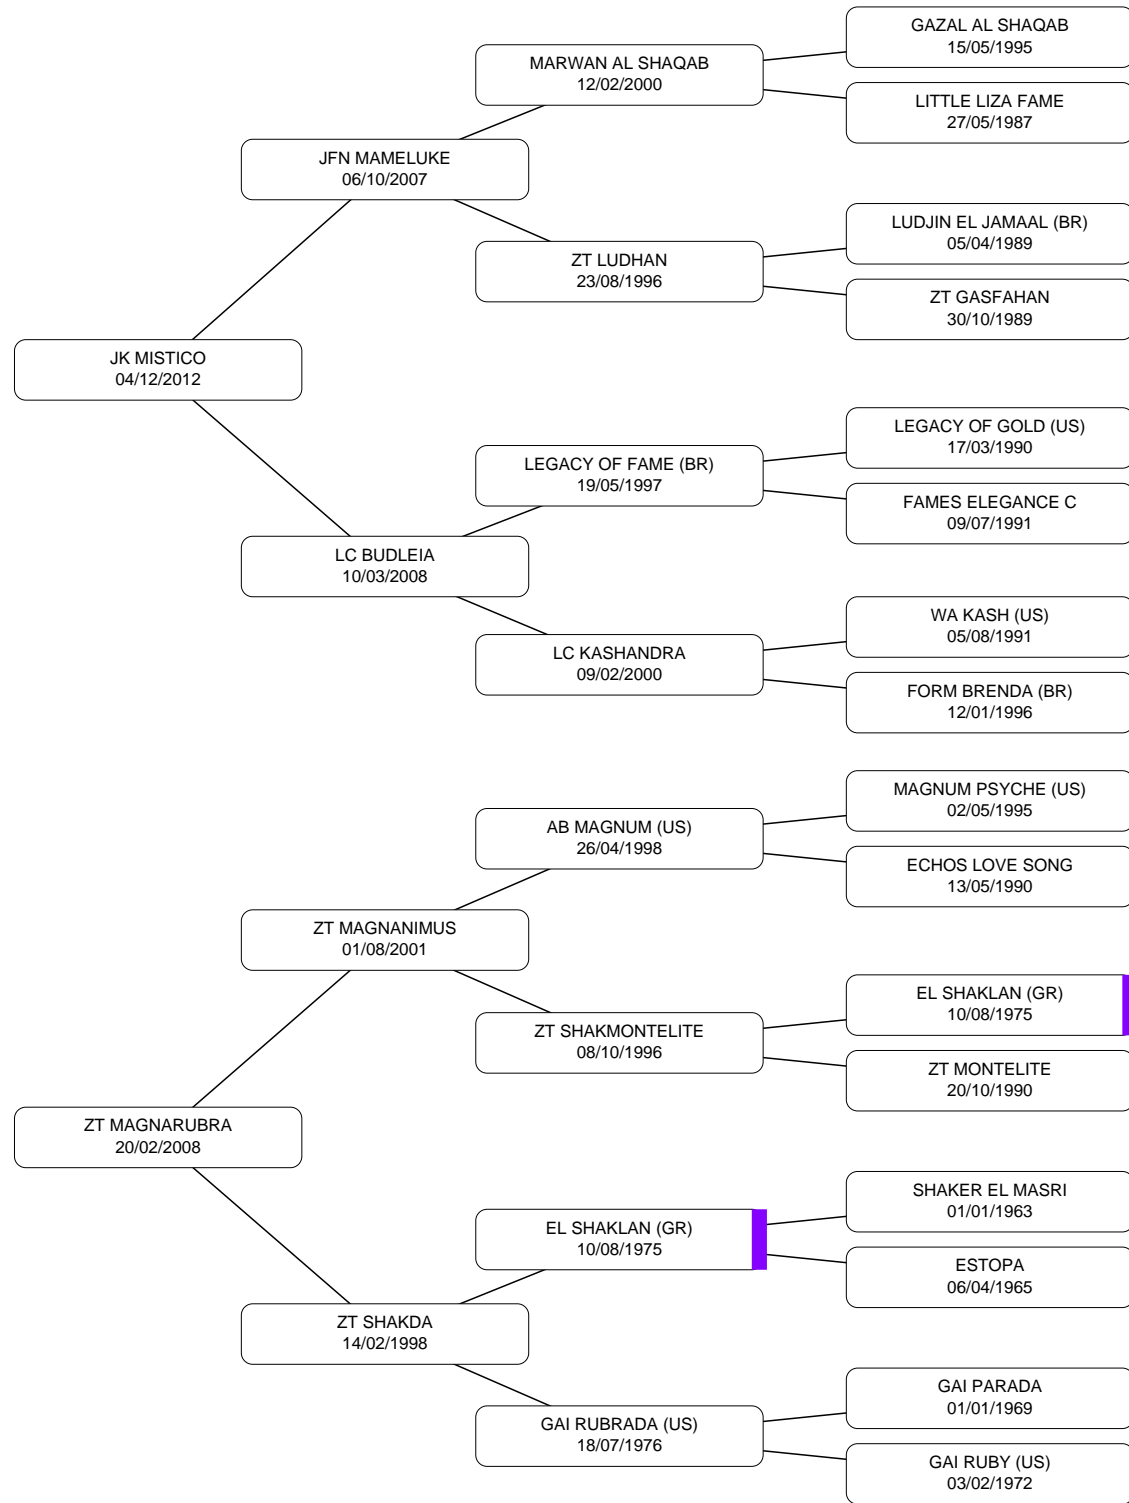 GAZAL AL SHAQAB
15/05/1995
MARWAN AL SHAQAB
12/02/2000
LITTLE LIZA FAME
27/05/1987
JFN MAMELUKE
06/10/2007
LUDJIN EL JAMAAL (BR)
05/04/1989
ZT LUDHAN
23/08/1996
ZT GASFAHAN
30/10/1989
JK MISTICO
04/12/2012
LEGACY OF GOLD (US)
17/03/1990
LEGACY OF FAME (BR)
19/05/1997
FAMES ELEGANCE C
09/07/1991
LC BUDLEIA
10/03/2008
WA KASH (US)
05/08/1991
LC KASHANDRA
09/02/2000
FORM BRENDA (BR)
12/01/1996
MAGNUM PSYCHE (US)
02/05/1995
AB MAGNUM (US)
26/04/1998
ECHOS LOVE SONG
13/05/1990
ZT MAGNANIMUS
01/08/2001
EL SHAKLAN (GR)
10/08/1975
ZT SHAKMONTELITE
08/10/1996
ZT MONTELITE
20/10/1990
ZT MAGNARUBRA
20/02/2008
SHAKER EL MASRI
01/01/1963
EL SHAKLAN (GR)
10/08/1975
ESTOPA
06/04/1965
ZT SHAKDA
14/02/1998
GAI PARADA
01/01/1969
GAI RUBRADA (US)
18/07/1976
GAI RUBY (US)
03/02/1972